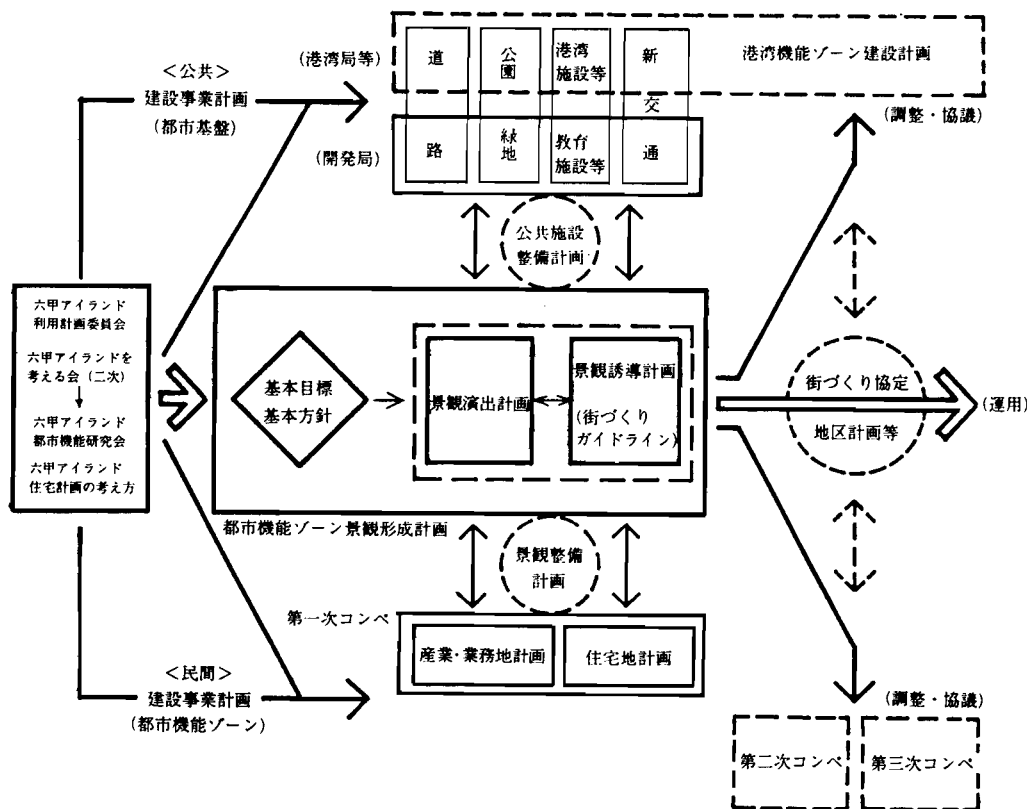 (港湾局等)
道路
公園
緑地
港湾
施設等
教育
施設等
新交通
港湾機能ゾーン建設計画
<公共>
建設事業計画
(都市基盤)
(開発局)
(調整・協議)
公共施設
整備計画
六甲アイランド
利用計画委員会
六甲アイランドを
考える会(二次)
六甲アイランド
都市機能研究会
六甲アイランド
住宅計画の考え方
基本目標
基本方針
景観演出計画
景観誘導計画
(街づくり
ガイドライン)
街づくり協定
地区計画等
(運用)
都市機能ゾーン景観形成計画
景観整備
計画
第一次コンペ
産業・業務地計画
住宅地計画
<民間>
建設事業計画
(都市機能ゾーン)
(調整・協議)
第二次コンペ
第三次コンペ